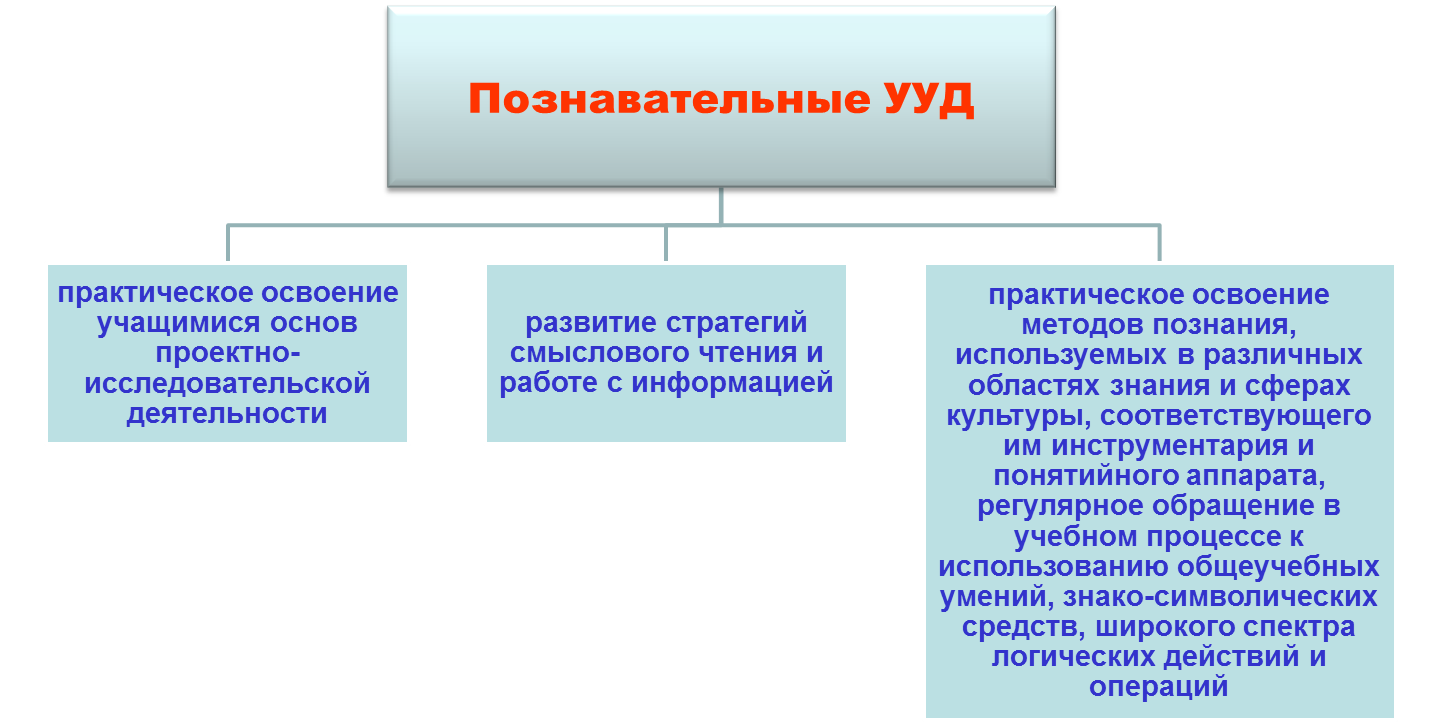 Познавательные УУД
практическое освоение
учащимися основ
проектно-
исследовательской
деятельности
развитие стратегий
смыслового чтения и
работе с информацией
практическое освоение
методов познания,
используемых в различных
областях знания и сферах
культуры, соответствующего
им инструментария и
понятийного аппарата,
регулярное обращение в
учебном процессе к
использованию общеучебных
умений, знако-символических
средств, широкого спектра
логических действий и
операций